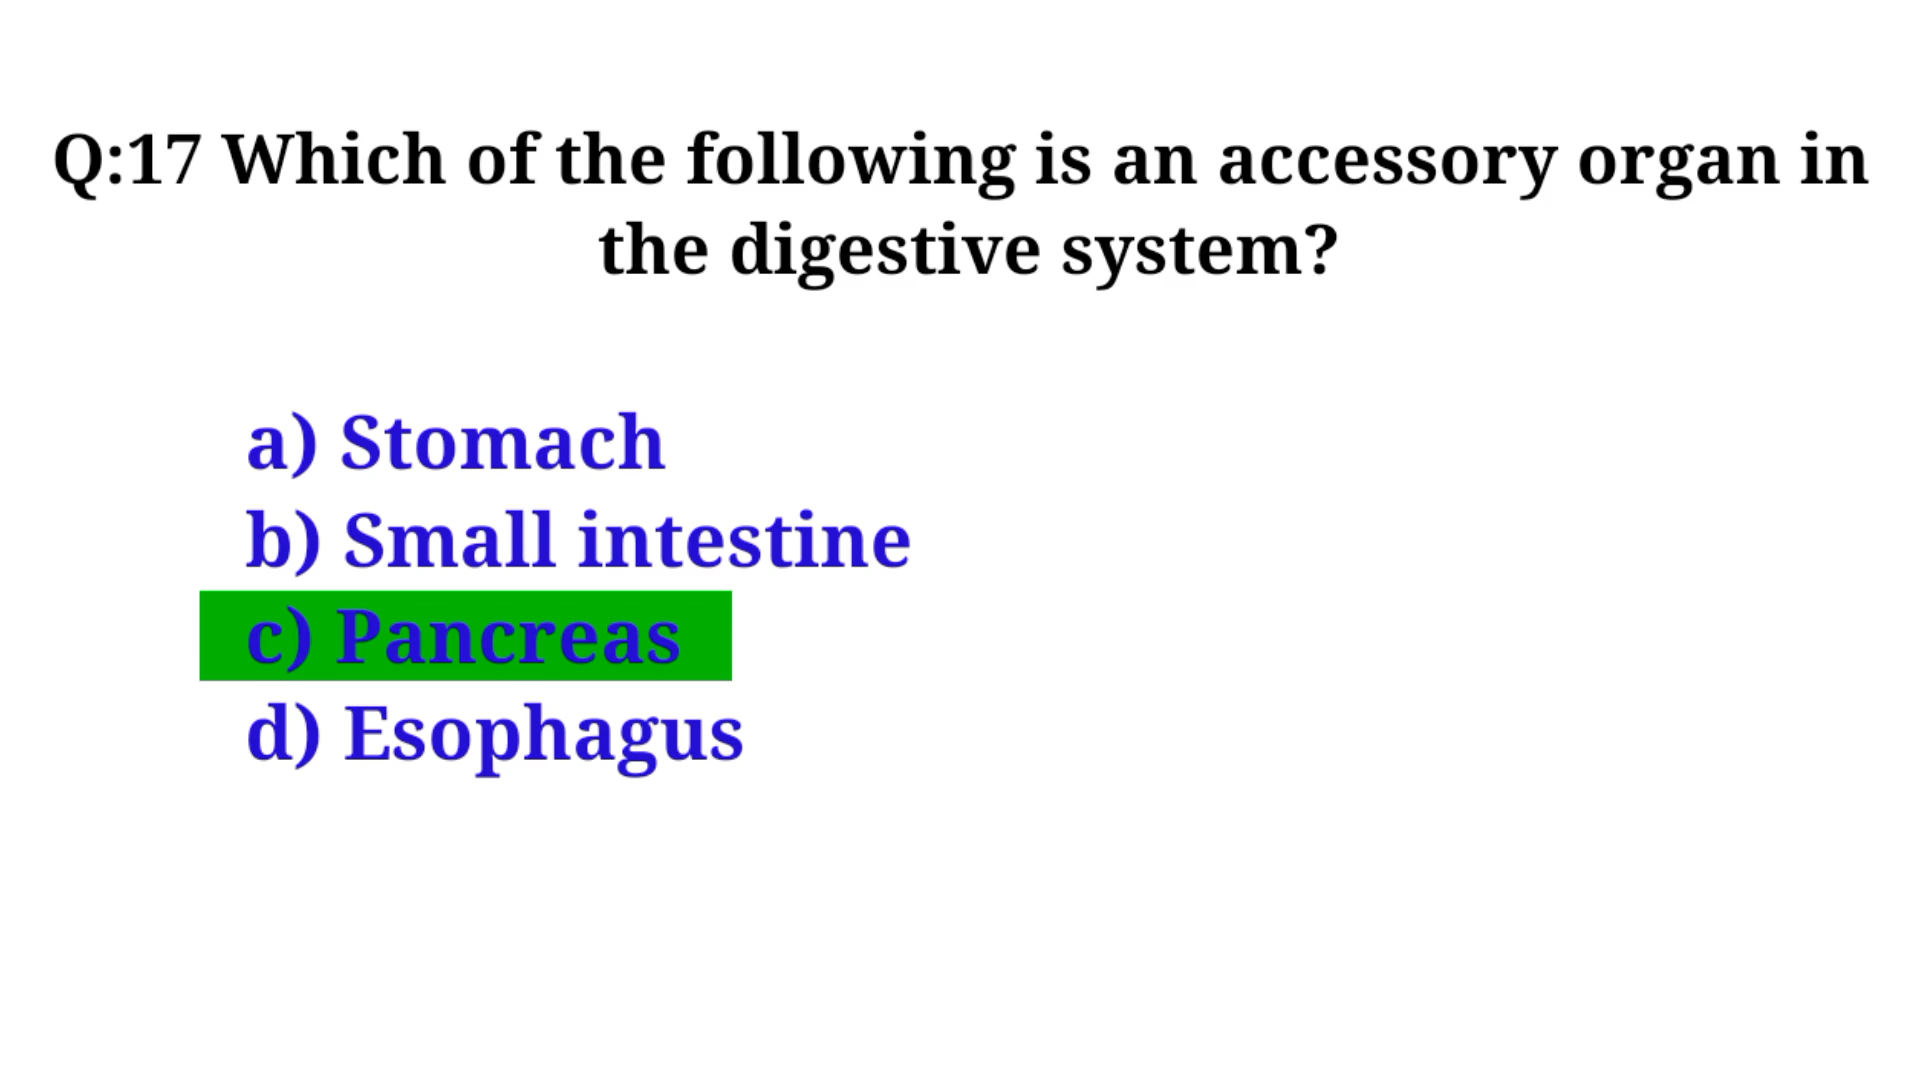 Q:17 Which of the following is an accessory organ in
the digestive system?
a) Stomach
b) Small intestine
c) Pancreas
d) Esophagus